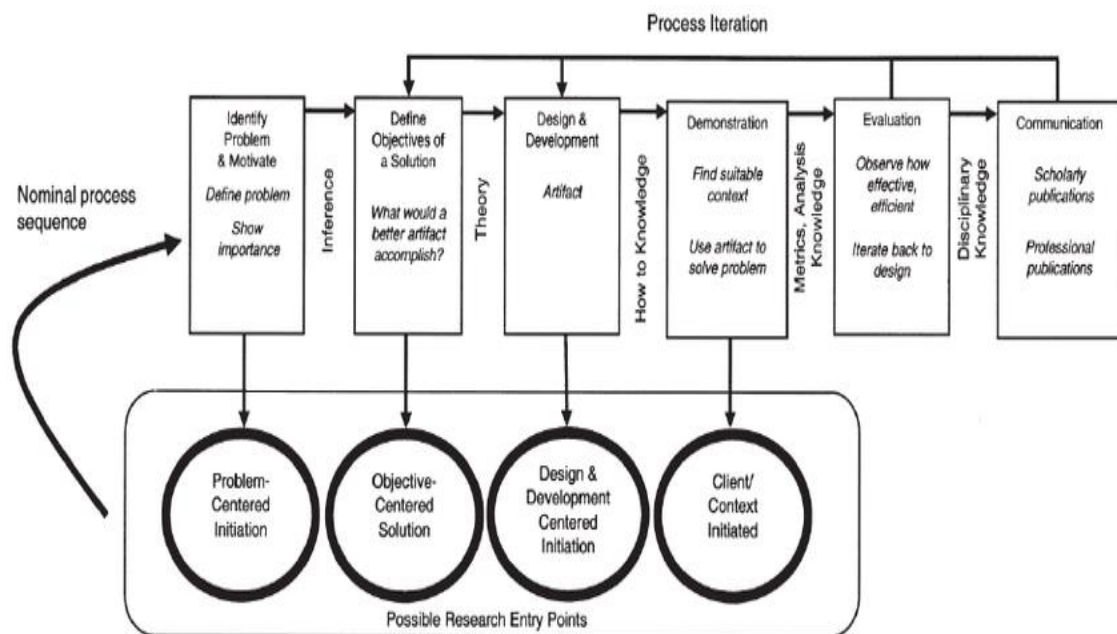 Process Iteration
Identify
Problem
& Motivate
Define problem
Show
importance
Inference
Define
Objectives of
a Solution
What would a
better artifact
accomplish?
Theory
Design &
Development
Artifact
How to Knowledge
Demonstration
Find suitable
context
Use artifact to
solve problem
Metrics, Analysis
Knowledge
Evaluation
Observe how
effective,
efficient
Iterate back to
design
Disciplinary
Knowledge
Communication
Scholarly
publications
Professional
publications
Nominal process
sequence
Problem-
Centered
Initiation
Objective-
Centered
Solution
Design &
Development
Centered
Initiation
Client/
Context
Initiated
Possible Research Entry Points